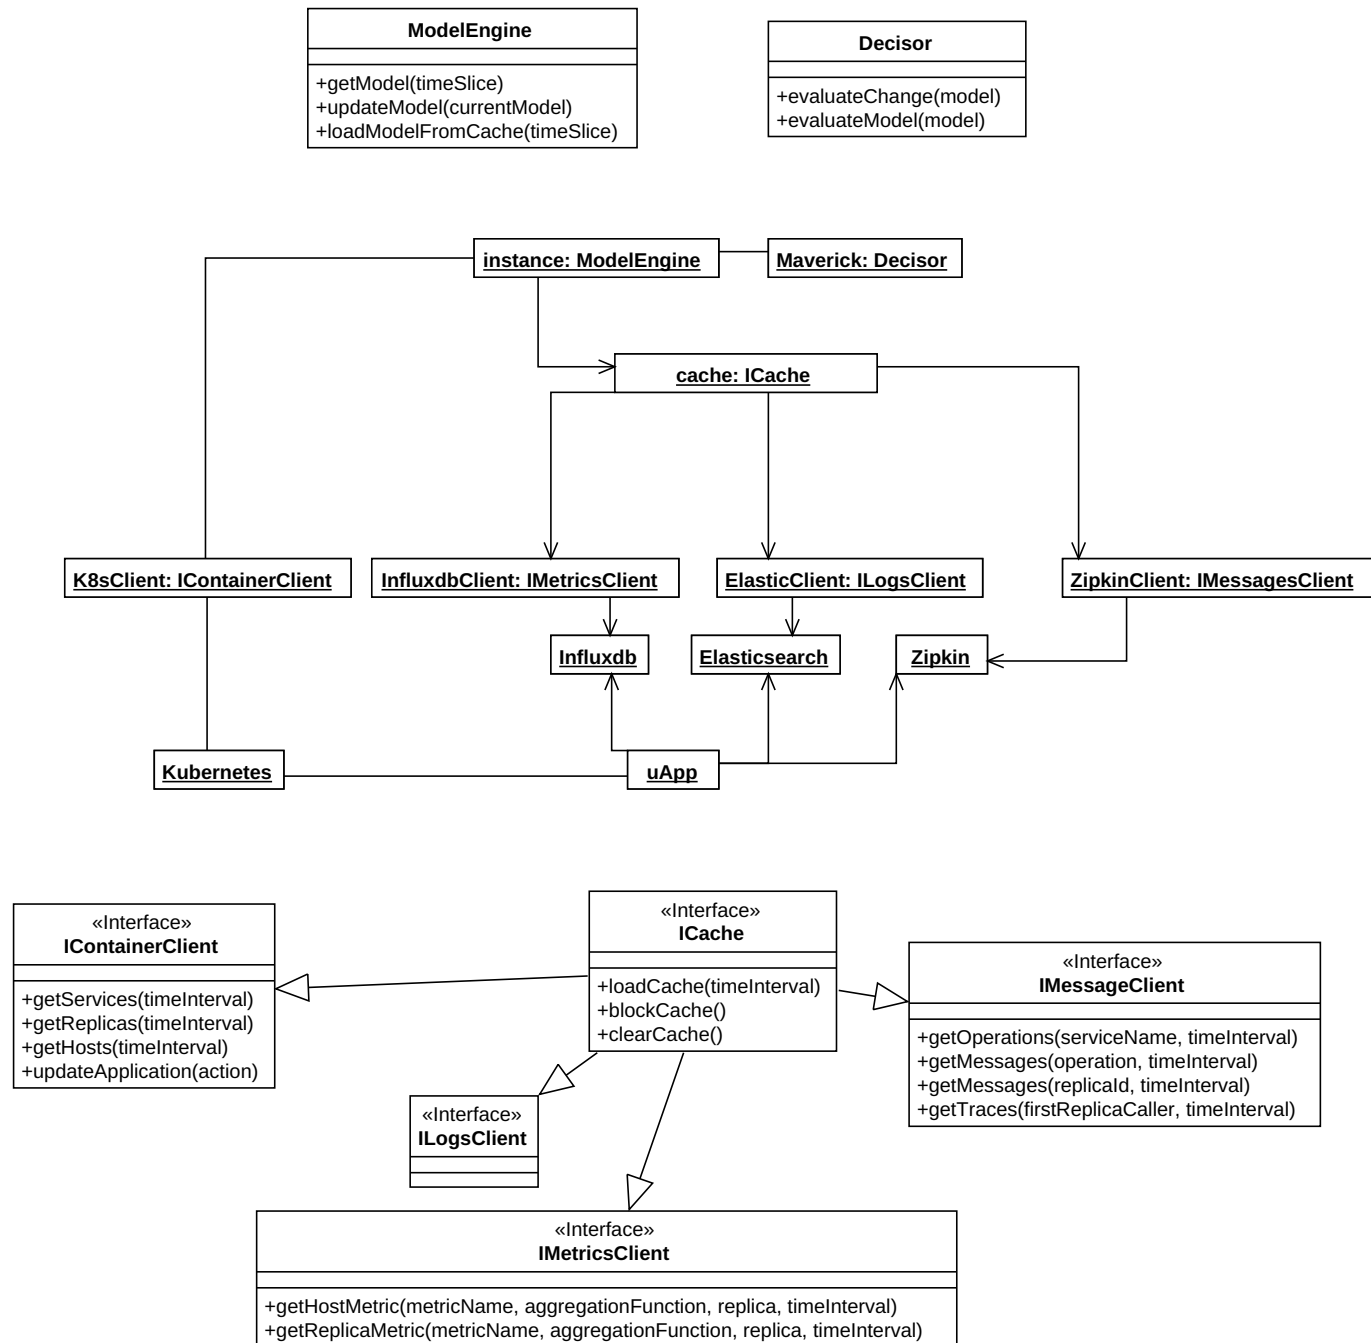 ModelEngine
+getModel(timeSlice)
+updateModel(currentModel)
+loadModelFromCache(timeSlice)
Decisor
+evaluateChange(model)
+evaluateModel(model)
instance: ModelEngine
Maverick: Decisor
cache: ICache
K8sClient: IContainerClient
InfluxdbClient: IMetricsClient
ElasticClient: ILogsClient
ZipkinClient: IMessagesClient
Influxdb
Elasticsearch
Zipkin
Kubernetes
uApp
«Interface»
IContainerClient
+getServices(timeInterval)
+getReplicas(timeInterval)
+getHosts(timeInterval)
+updateApplication(action)
«Interface»
ICache
+loadCache(timeInterval)
+blockCache()
+clearCache()
«Interface»
IMessageClient
+getOperations(serviceName, timeInterval)
+getMessages(operation, timeInterval)
+getMessages(replicaId, timeInterval)
+getTraces(firstReplicaCaller, timeInterval)
«Interface»
ILogsClient
«Interface»
IMetricsClient
+getHostMetric(metricName, aggregationFunction, replica, timeInterval)
+getReplicaMetric(metricName, aggregationFunction, replica, timeInterval)